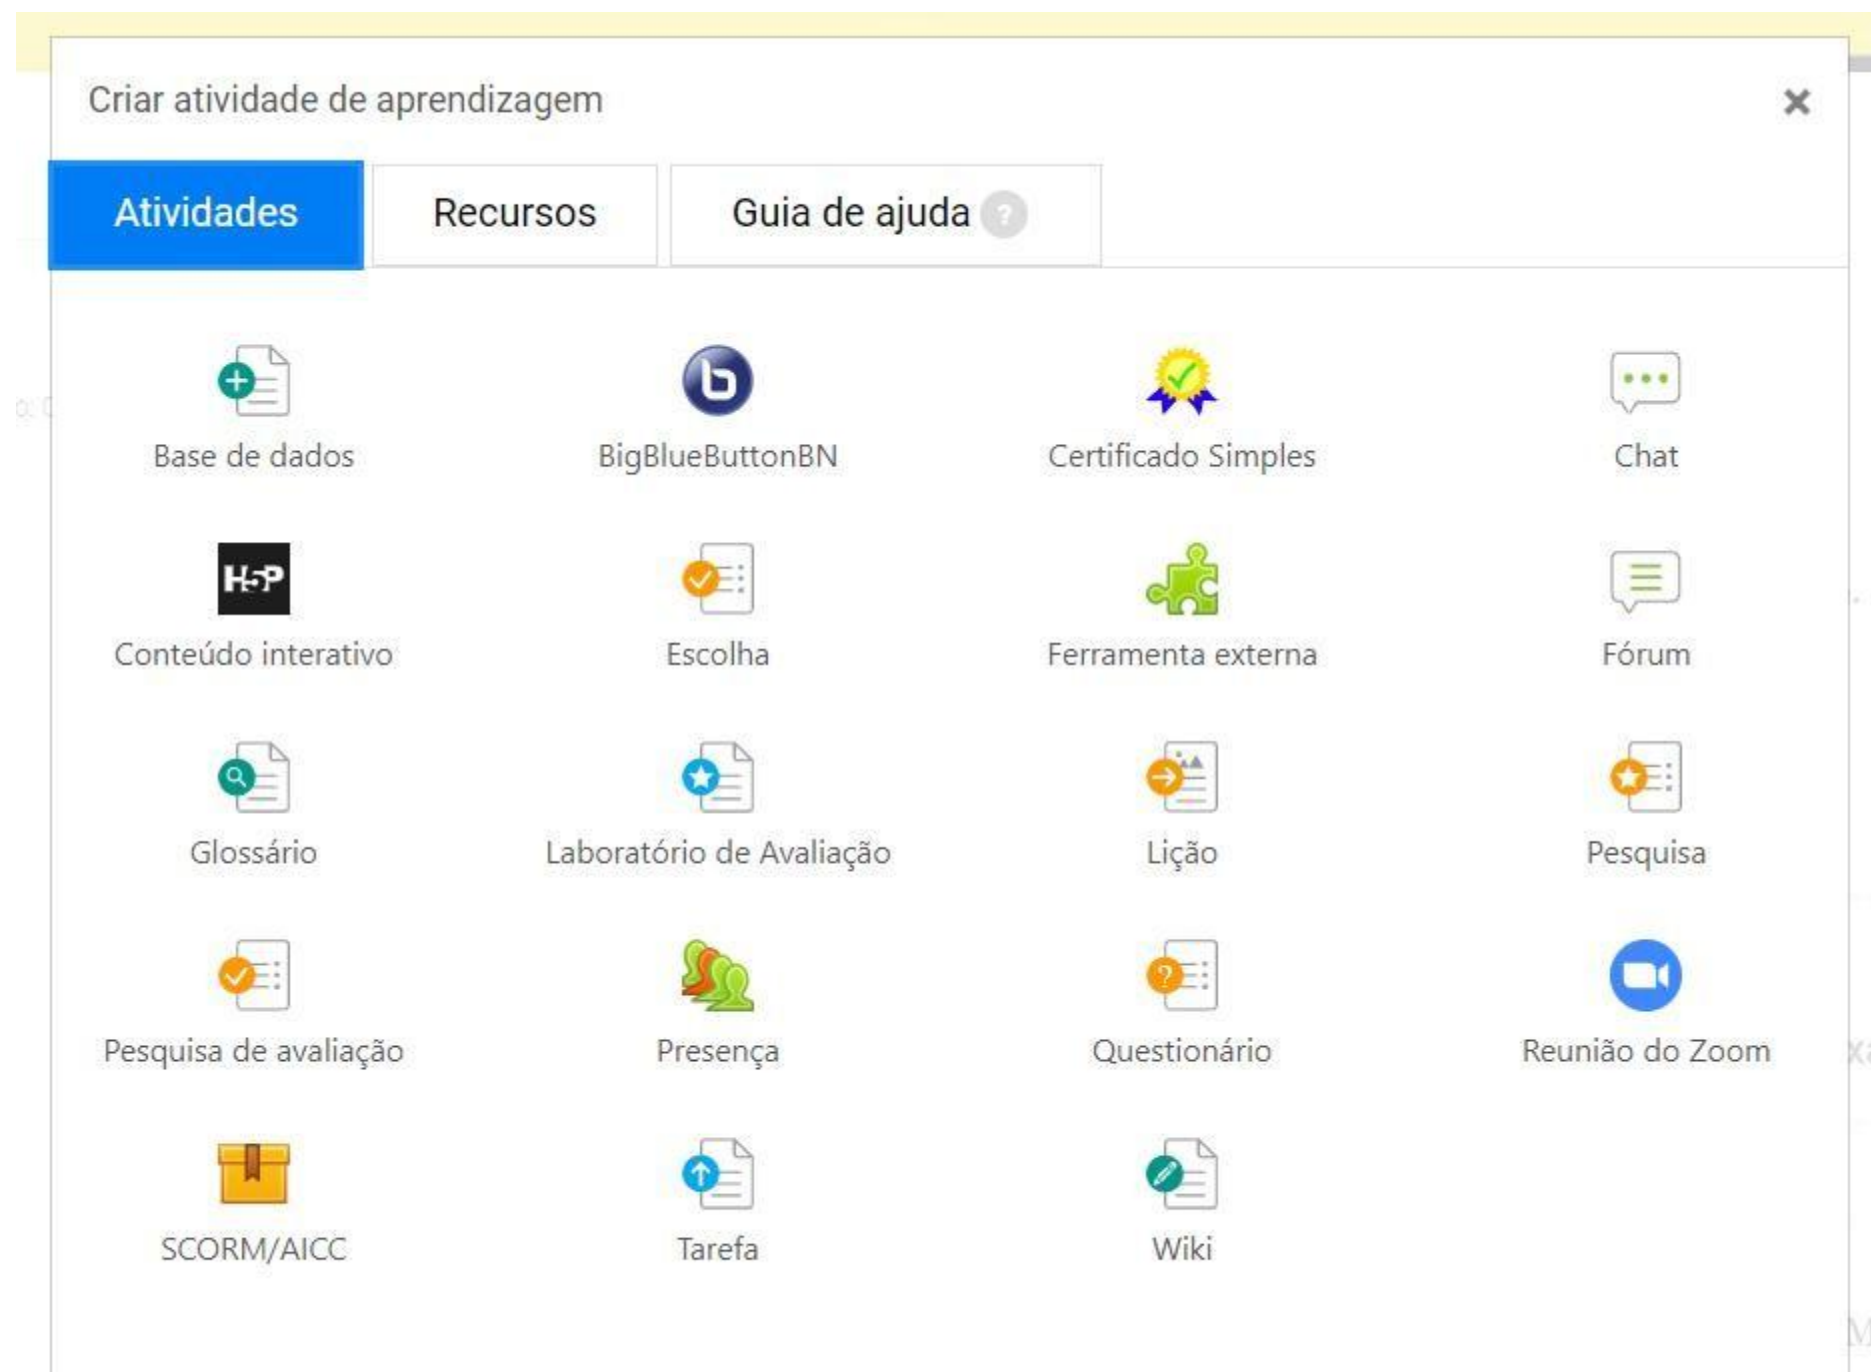 Criar atividade de aprendizagem
Atividades Recursos Guia de ajuda ?
Base de dados BigBlueButtonBN Certificado Simples Chat
H5P
Conteúdo interativo Escolha Ferramenta externa Fórum
Glossário Laboratório de Avaliação Lição Pesquisa
Pesquisa de avaliação Presença Questionário Reunião do Zoom
SCORM/AICC Tarefa Wiki